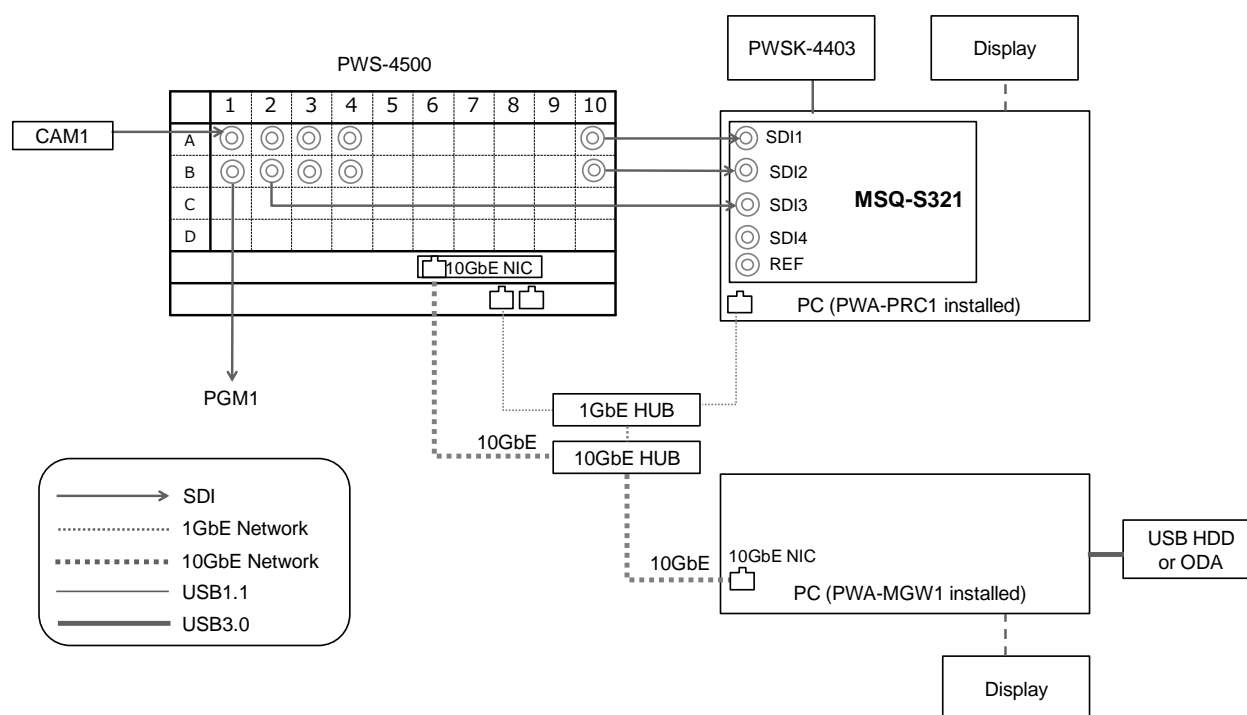 PWS-4500
PWSK-4403
Display
1 2 3 4 5 6 7 8 9 10
CAM1
A
B
C
D
10GbE NIC
SDI1
SDI2
SDI3
SDI4
REF
MSQ-S321
PC (PWA-PRC1 installed)
PGM1
1GbE HUB
10GbE
10GbE HUB
SDI
1GbE Network
10GbE Network
USB1.1
USB3.0
10GbE
10GbE NIC
PC (PWA-MGW1 installed)
USB HDD
or ODA
Display